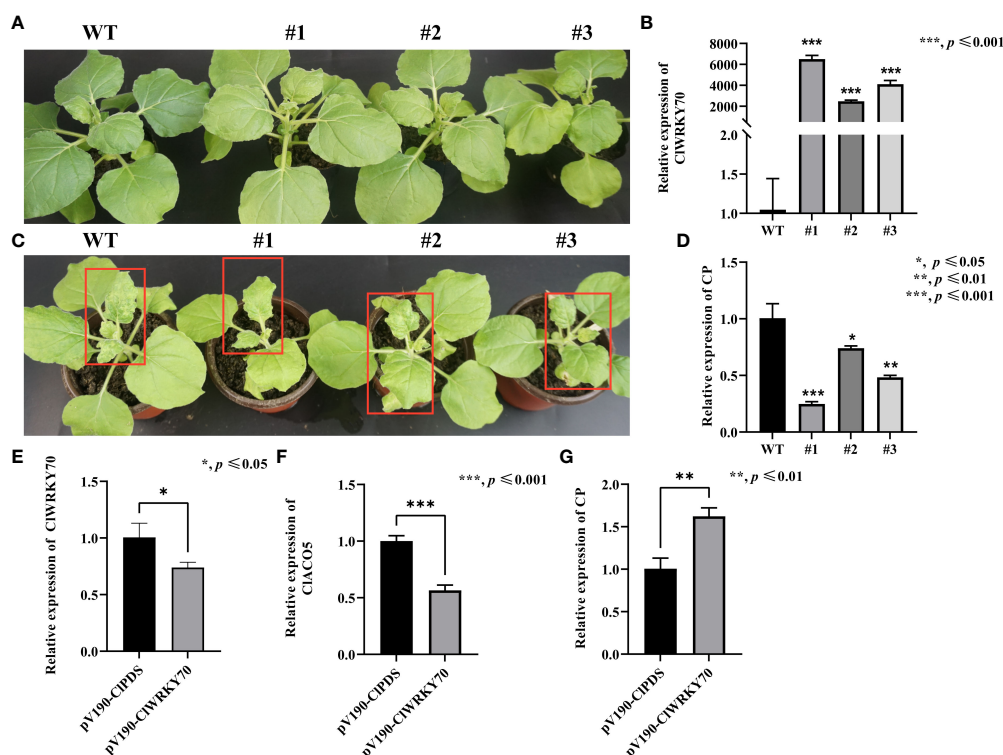 A
WT #1 #2 #3
B
***, p ≤ 0.001
Relative expression of
ClWRKY70
8000
6000
4000
2000
2.0
1.5
1.0
***
***
***
WT #1 #2 #3
C
WT #1 #2 #3
D
*, p ≤ 0.05
**, p ≤ 0.01
***, p ≤ 0.001
Relative expression of CP
1.5
1.0
0.5
0.0
***
*
**
WT #1 #2 #3
E
*, p ≤ 0.05
Relative expression of ClWRKY70
1.5
1.0
0.5
0.0
*
pV190-ClPDS
pV190-ClWRKY70
F
***, p ≤ 0.001
Relative expression of
ClACO5
1.5
1.0
0.5
0.0
***
pV190-ClPDS
pV190-ClWRKY70
G
**, p ≤ 0.01
Relative expression of CP
2.0
1.5
1.0
0.5
0.0
**
pV190-ClPDS
pV190-ClWRKY70